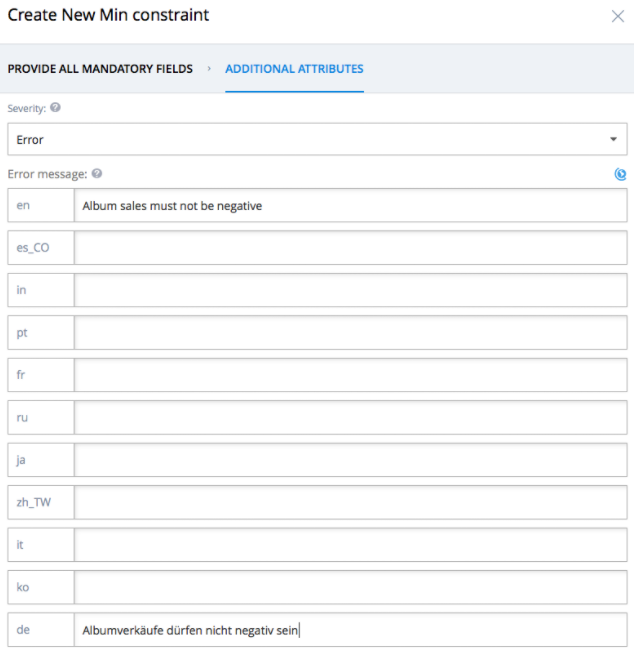 Create New Min constraint
PROVIDE ALL MANDATORY FIELDS > ADDITIONAL ATTRIBUTES
Severity:
Error
Error message:
en Album sales must not be negative
es_CO
in
pt
fr
ru
ja
zh_TW
it
ko
de Albumverkäufe dürfen nicht negativ sein